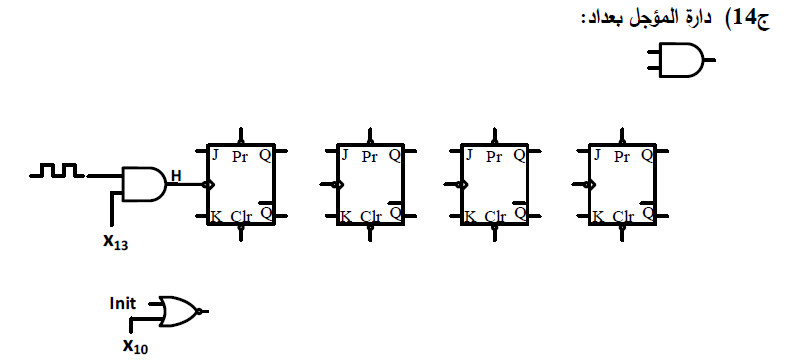 ج14) دارة المؤجل بعداد:
J Pr Q J Pr Q J Pr Q J Pr Q
H
K Clr Q̅ K Clr Q̅ K Clr Q̅ K Clr Q̅
X₁₃
Init
X₁₀